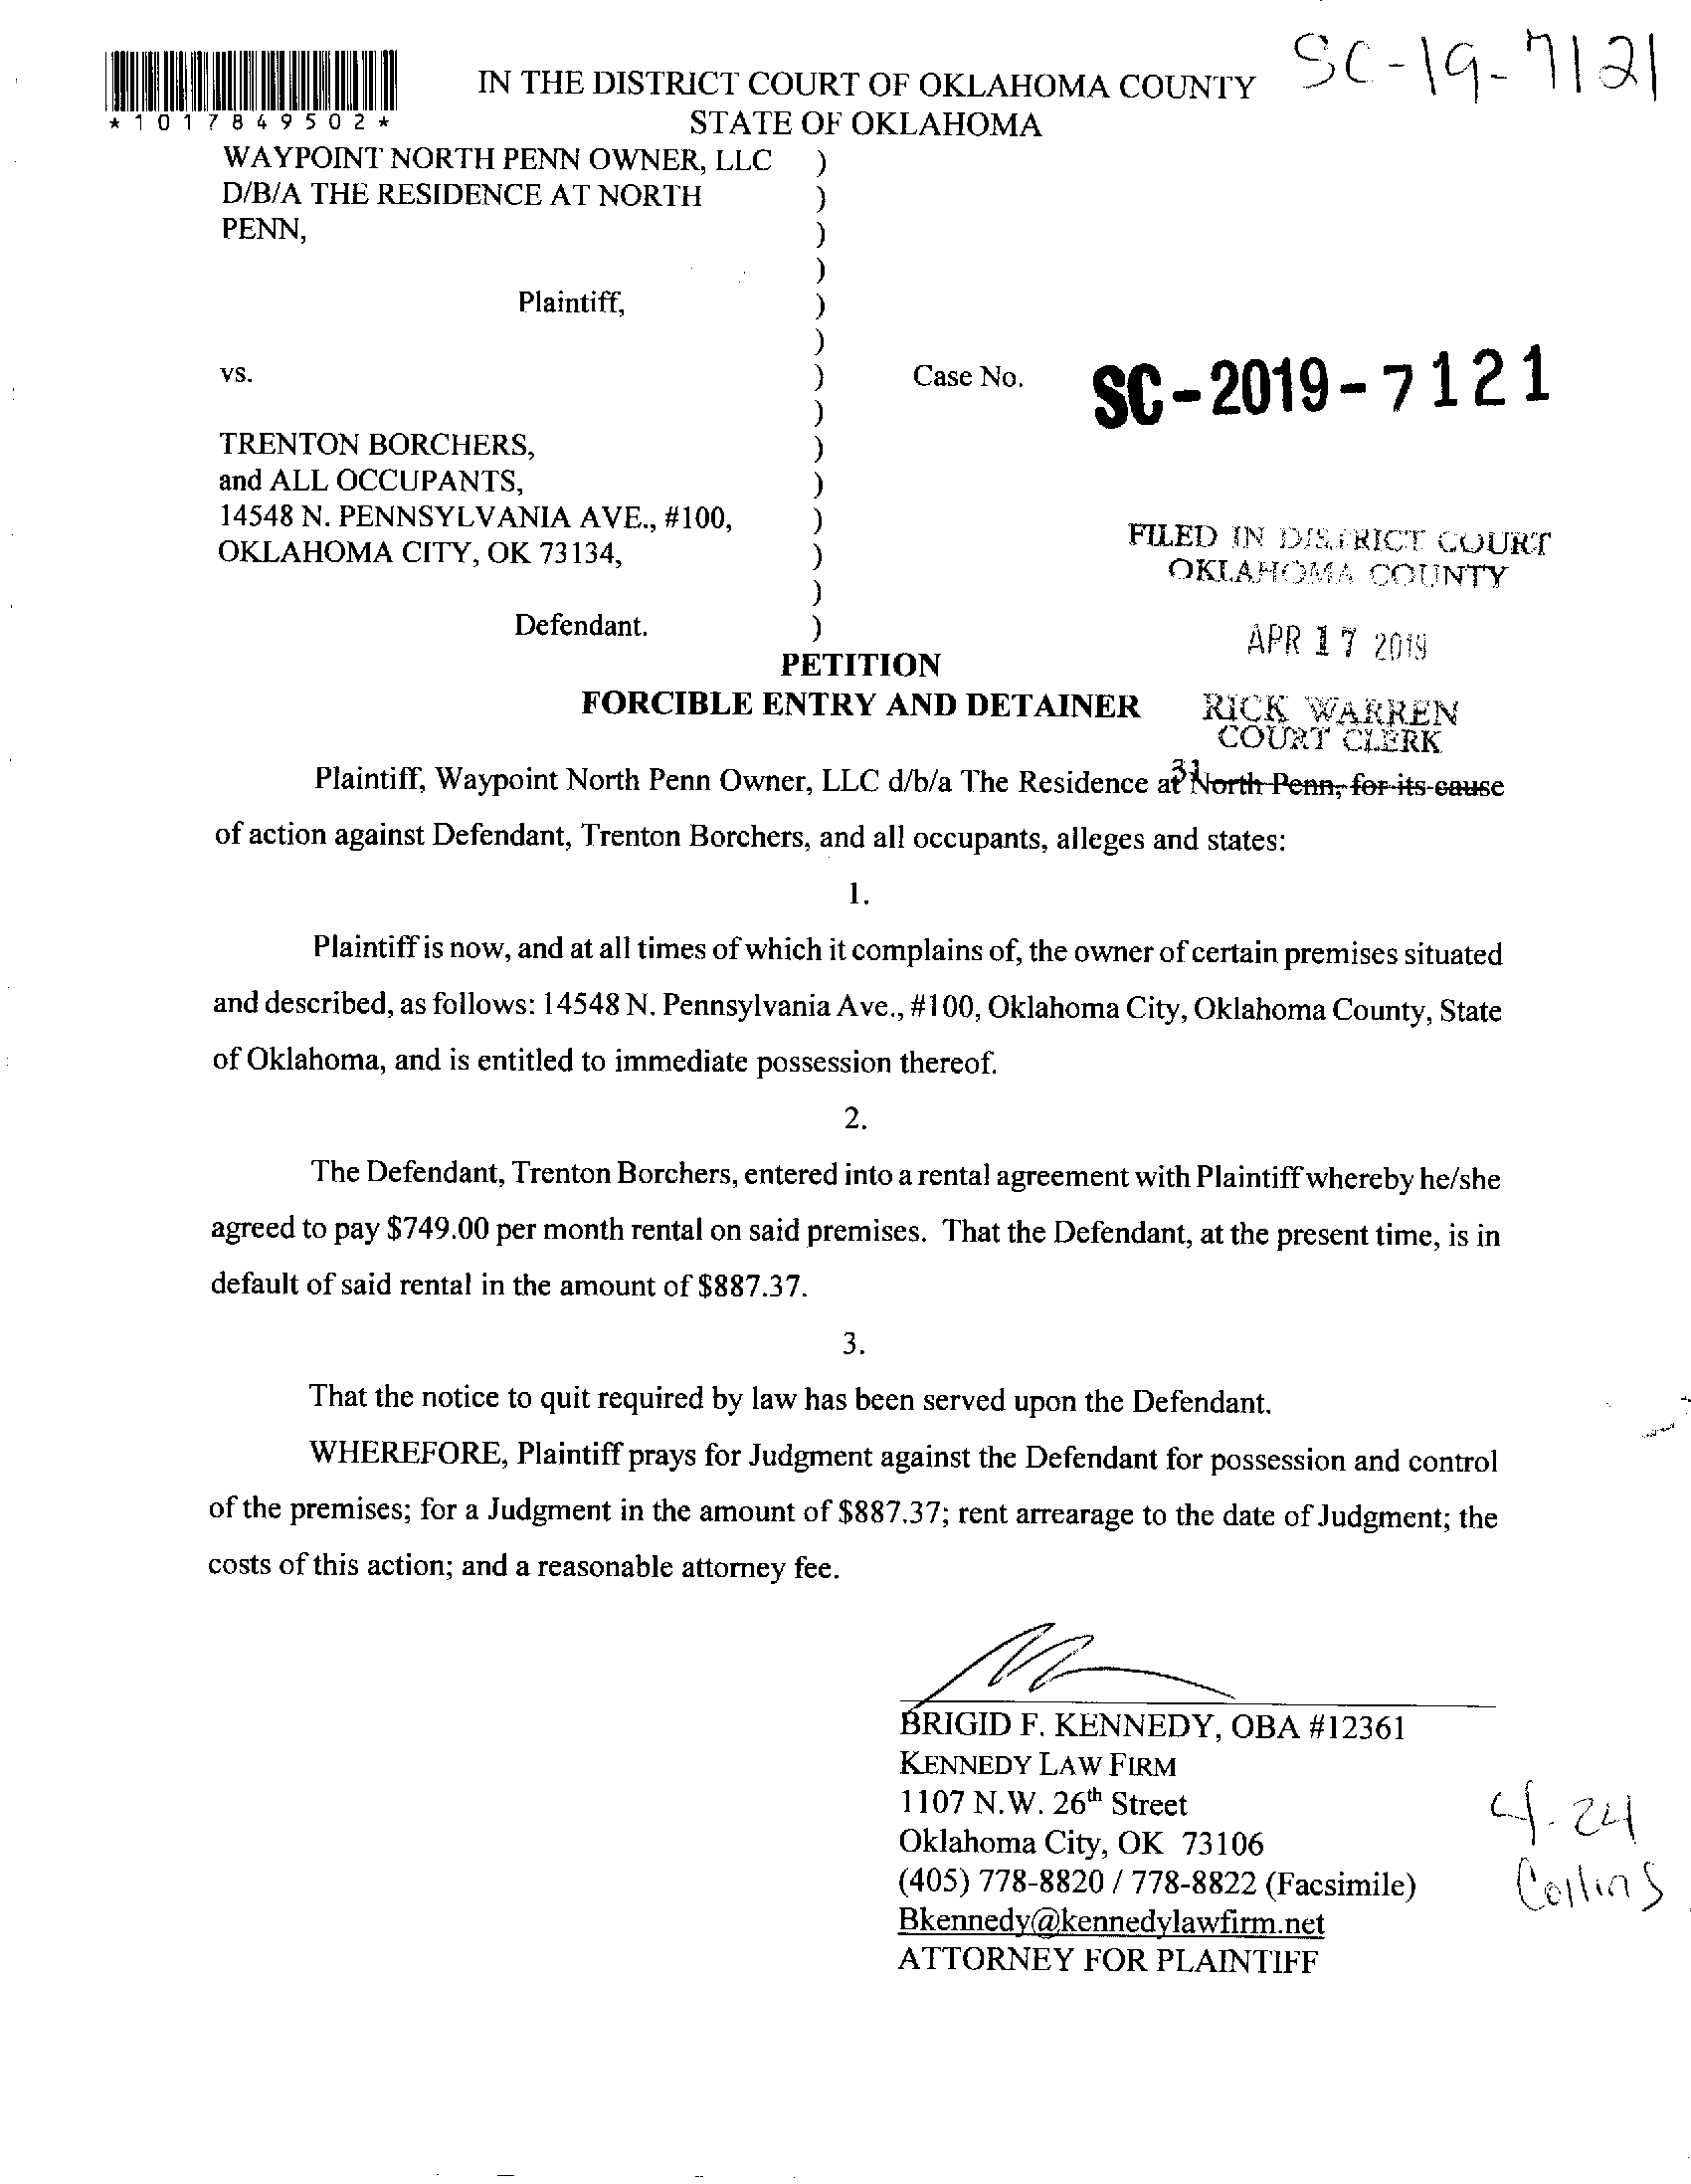 SC-19-7121
*1017849502*
IN THE DISTRICT COURT OF OKLAHOMA COUNTY
STATE OF OKLAHOMA
WAYPOINT NORTH PENN OWNER, LLC )
D/B/A THE RESIDENCE AT NORTH )
PENN, )
)
Plaintiff, )
)
vs. ) Case No. SC-2019-7121
)
TRENTON BORCHERS, )
and ALL OCCUPANTS, )
14548 N. PENNSYLVANIA AVE., #100, )
OKLAHOMA CITY, OK 73134, )
)
Defendant. )
FILED IN DISTRICT COURT
OKLAHOMA COUNTY
APR 17 2019
RICK WARREN
COURT CLERK
31
PETITION
FORCIBLE ENTRY AND DETAINER
Plaintiff, Waypoint North Penn Owner, LLC d/b/a The Residence at North Penn, for its cause
of action against Defendant, Trenton Borchers, and all occupants, alleges and states:
1.
Plaintiff is now, and at all times of which it complains of, the owner of certain premises situated
and described, as follows: 14548 N. Pennsylvania Ave., #100, Oklahoma City, Oklahoma County, State
of Oklahoma, and is entitled to immediate possession thereof.
2.
The Defendant, Trenton Borchers, entered into a rental agreement with Plaintiff whereby he/she
agreed to pay $749.00 per month rental on said premises. That the Defendant, at the present time, is in
default of said rental in the amount of $887.37.
3.
That the notice to quit required by law has been served upon the Defendant.
WHEREFORE, Plaintiff prays for Judgment against the Defendant for possession and control
of the premises; for a Judgment in the amount of $887.37; rent arrearage to the date of Judgment; the
costs of this action; and a reasonable attorney fee.
BRIGID F. KENNEDY, OBA #12361
KENNEDY LAW FIRM
1107 N.W. 26th Street
Oklahoma City, OK 73106
(405) 778-8820 / 778-8822 (Facsimile)
Bkennedy@kennedylawfirm.net
ATTORNEY FOR PLAINTIFF
4-24
Collins